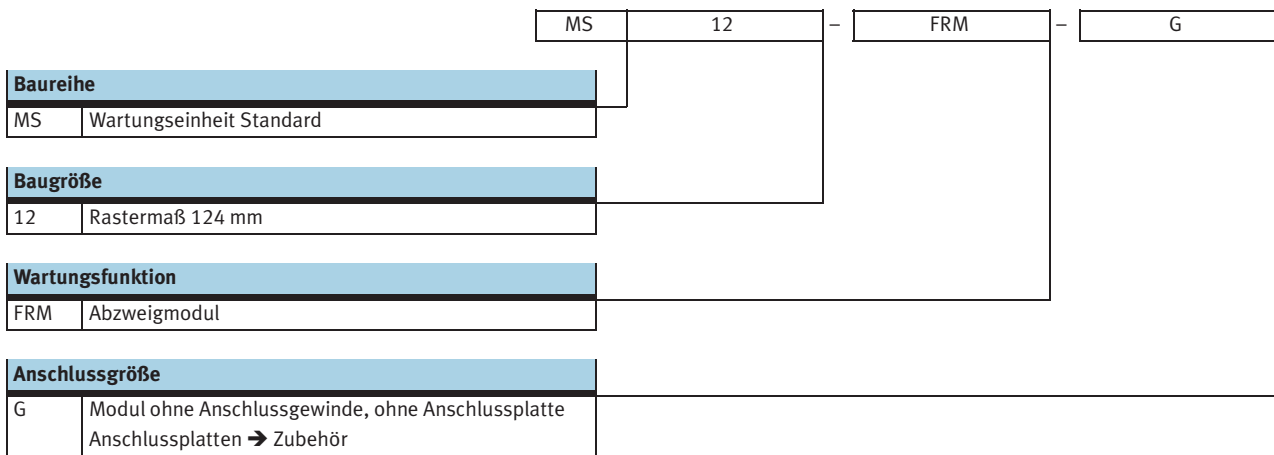 MS 12 – FRM – G
Baureihe
MS Wartungseinheit Standard
Baugröße
12 Rastermaß 124 mm
Wartungsfunktion
FRM Abzweigmodul
Anschlussgröße
G Modul ohne Anschlussgewinde, ohne Anschlussplatte
Anschlussplatten ➔ Zubehör